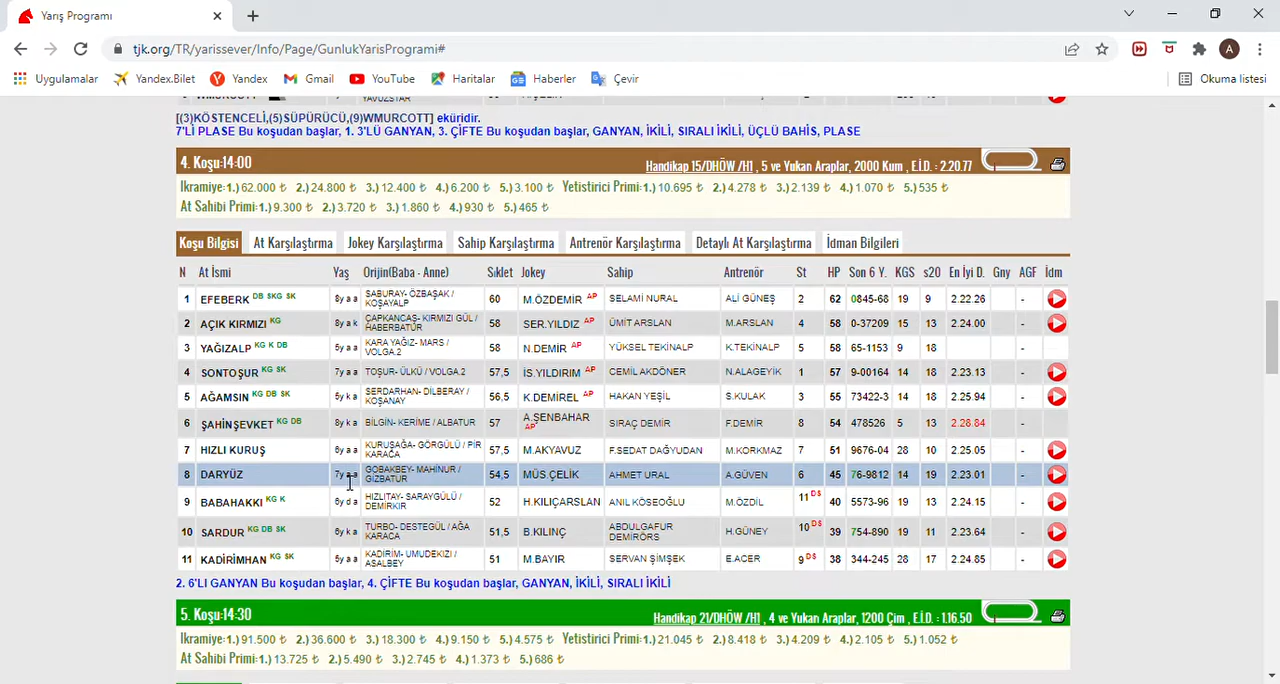 Yarış Programı
tjk.org/TR/yarissever/Info/Page/GunlukYarisProgrami#
A
Uygulamalar Yandex.Bilet Yandex Gmail YouTube Haritalar Haberler Çevir Okuma listesi
[(3)KÖSTENCELİ,(5)SÜPÜRÜCÜ,(9)WMURCOTT] eküridir.
7'Lİ PLASE Bu koşudan başlar, 1. 3'LÜ GANYAN, 3. ÇİFTE Bu koşudan başlar, GANYAN, İKİLİ, SIRALI İKİLİ, ÜÇLÜ BAHİS, PLASE
4. Koşu:14:00 Handikap 15/DHÖW /H1 , 5 ve Yukarı Araplar, 2000 Kum , E.İ.D. : 2.20.77
Ikramiye:1.) 62.000 ₺ 2.) 24.800 ₺ 3.) 12.400 ₺ 4.) 6.200 ₺ 5.) 3.100 ₺ Yetistirici Primi:1.) 10.695 ₺ 2.) 4.278 ₺ 3.) 2.139 ₺ 4.) 1.070 ₺ 5.) 535 ₺
At Sahibi Primi:1.) 9.300 ₺ 2.) 3.720 ₺ 3.) 1.860 ₺ 4.) 930 ₺ 5.) 465 ₺
Koşu Bilgisi At Karşılaştırma Jokey Karşılaştırma Sahip Karşılaştırma Antrenör Karşılaştırma Detaylı At Karşılaştırma İdman Bilgileri
N At İsmi Yaş Orijin(Baba - Anne) Sıklet Jokey Sahip Antrenör St HP Son 6 Y. KGS s20 En İyi D. Gny AGF İdm
1 EFEBERK DB SKG SK 8y a a SABURAY- ÖZBAŞAK / KOŞAYALP 60 M.ÖZDEMİR AP SELAMİ NURAL ALİ GÜNEŞ 2 62 0845-68 19 9 2.22.26 -
2 AÇIK KIRMIZI KG 8y a k ÇAPKANCAŞ- KIRMIZI GÜL / HABERBATUR 58 SER.YILDIZ AP ÜMİT ARSLAN M.ARSLAN 4 58 0-37209 15 13 2.24.00 -
3 YAĞIZALP KG K DB 5y a a KARA YAĞIZ- MARS / VOLGA.2 58 N.DEMİR AP YÜKSEL TEKİNALP K.TEKİNALP 5 58 65-1153 9 18 -
4 SONTOŞUR KG SK 7y a a TOŞUR- ÜLKÜ / VOLGA.2 57,5 İS.YILDIRIM AP CEMİL AKDÖNER N.ALAGEYİK 1 57 9-00164 14 18 2.23.13 -
5 AĞAMSIN KG DB SK 6y k a SERDARHAN- DİLBERAY / KOŞANAY 56,5 K.DEMİREL AP HAKAN YEŞİL S.KULAK 3 55 73422-3 14 18 2.25.94 -
6 ŞAHİNŞEVKET KG DB 8y k a BİLGİN- KERİME / ALBATUR 57 A.ŞENBAHAR AP SIRAÇ DEMİR F.DEMİR 8 54 478526 5 13 2.28.84 -
7 HIZLI KURUŞ 6y a a KURUŞAĞA- GÖRGÜLÜ / PİR KARACA 57,5 M.AKYAVUZ F.SEDAT DAĞYUDAN M.KORKMAZ 7 51 9676-04 28 10 2.25.05 -
8 DARYÜZ 7y a a GOBAKBEY- MAHİNUR / GİZBATUR 54,5 MÜS.ÇELİK AHMET URAL A.GÜVEN 6 45 76-9812 14 19 2.23.01 -
9 BABAHAKKI KG K 6y d a HIZLITAY- SARAYGÜLÜ / DEMİRKIR 52 H.KILIÇARSLAN ANIL KÖSEOĞLU M.ÖZDİL 11 DS 40 5573-96 19 13 2.24.15 -
10 SARDUR KG DB SK 6y k a TURBO- DESTEGÜL / AĞA KARACA 51,5 B.KILINÇ ABDULGAFUR DEMİRÖRS H.GÜNEY 10 DS 39 754-890 19 11 2.23.64 -
11 KADİRİMHAN KG SK 5y a a KADİRİM- UMUDEKIZI / ASALBEY 51 M.BAYIR SERVAN ŞİMŞEK E.ACER 9 DS 38 344-245 28 17 2.24.85 -
2. 6'LI GANYAN Bu koşudan başlar, 4. ÇİFTE Bu koşudan başlar, GANYAN, İKİLİ, SIRALI İKİLİ
5. Koşu:14:30 Handikap 21/DHÖW /H1 , 4 ve Yukarı Araplar, 1200 Çim , E.İ.D. : 1.16.50
Ikramiye:1.) 91.500 ₺ 2.) 36.600 ₺ 3.) 18.300 ₺ 4.) 9.150 ₺ 5.) 4.575 ₺ Yetistirici Primi:1.) 21.045 ₺ 2.) 8.418 ₺ 3.) 4.209 ₺ 4.) 2.105 ₺ 5.) 1.052 ₺
At Sahibi Primi:1.) 13.725 ₺ 2.) 5.490 ₺ 3.) 2.745 ₺ 4.) 1.373 ₺ 5.) 686 ₺